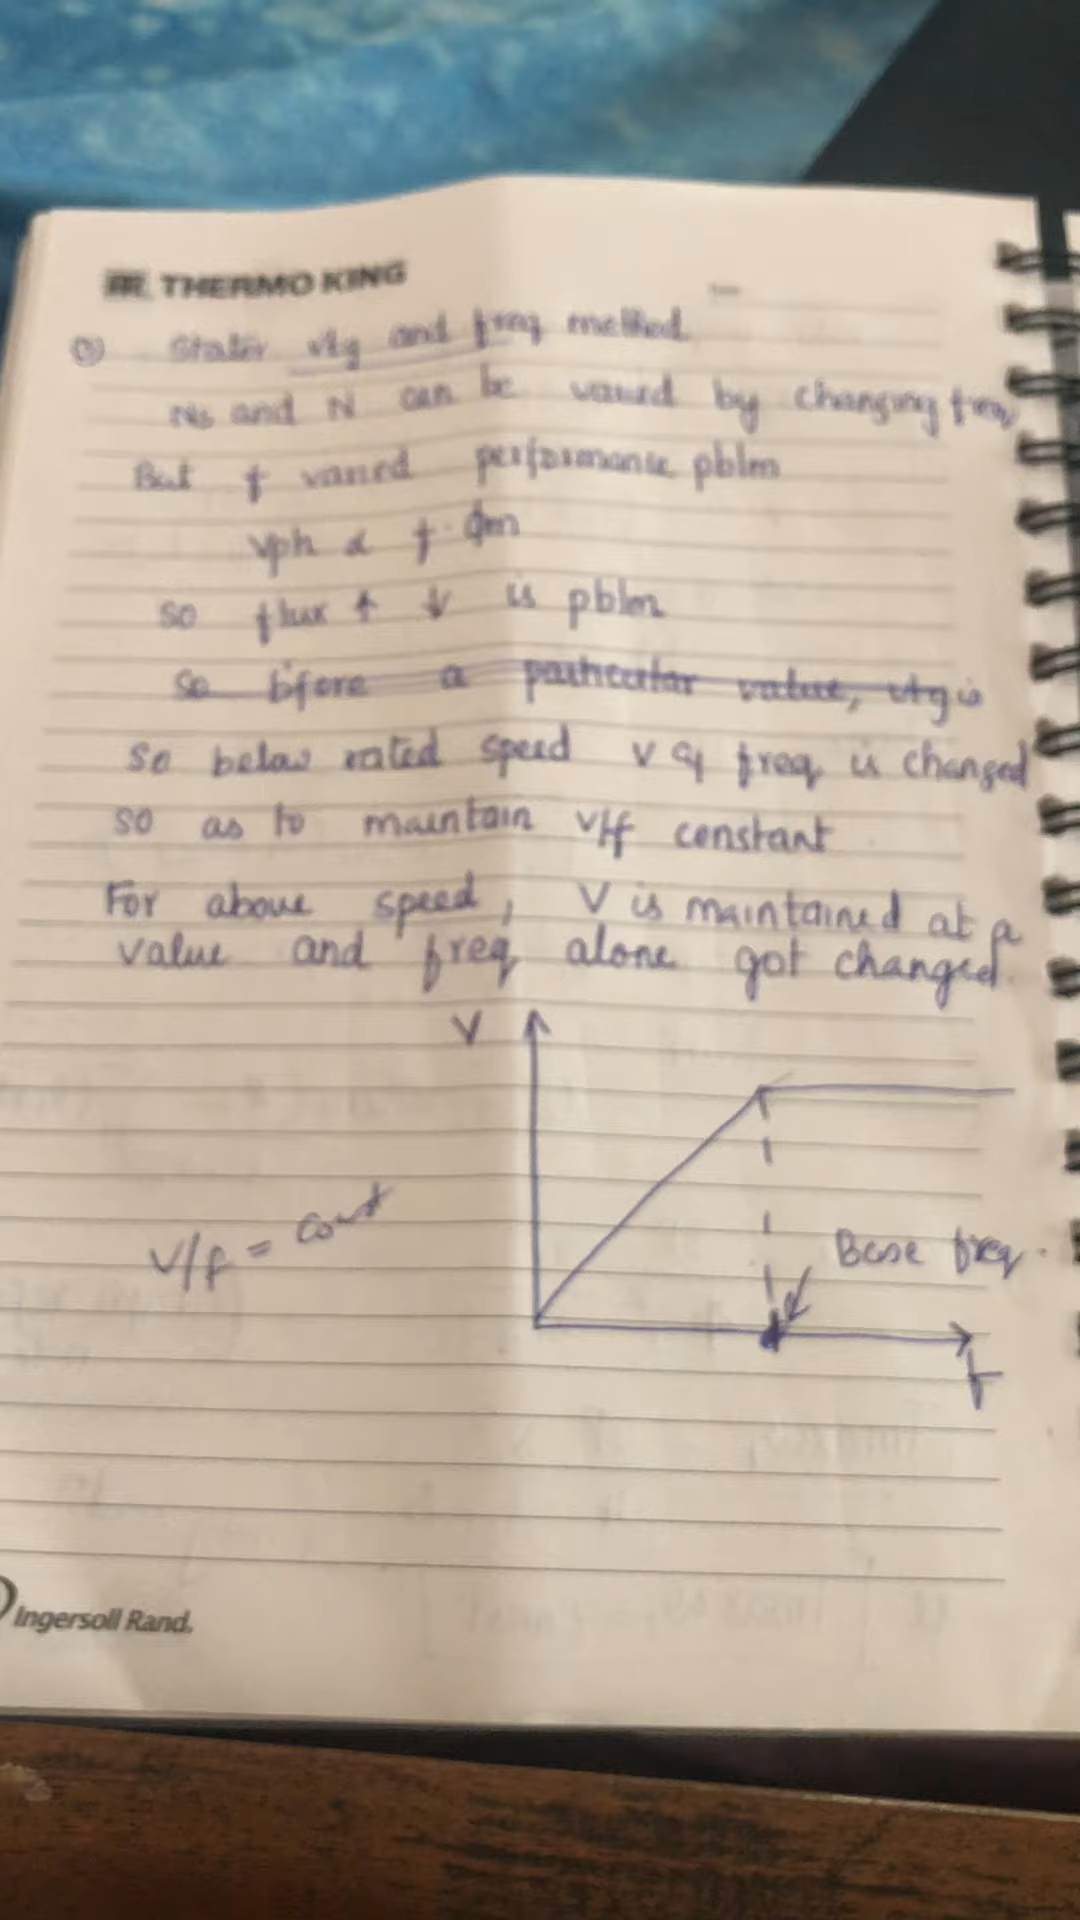 THERMO KING
Stator vtg and freq method
Ns and N can be varied by changing freq
But f varied performance pblm
Vph α f ϕm
so flux ↑ ↓ is pblm
So bifore a particular value, vtg is
So below rated speed V & freq is changed
so as to maintain V/f constant
For above speed, V is maintained at a
value and freq alone got changed.
V
V/f = const
Base freq.
f
Ingersoll Rand.